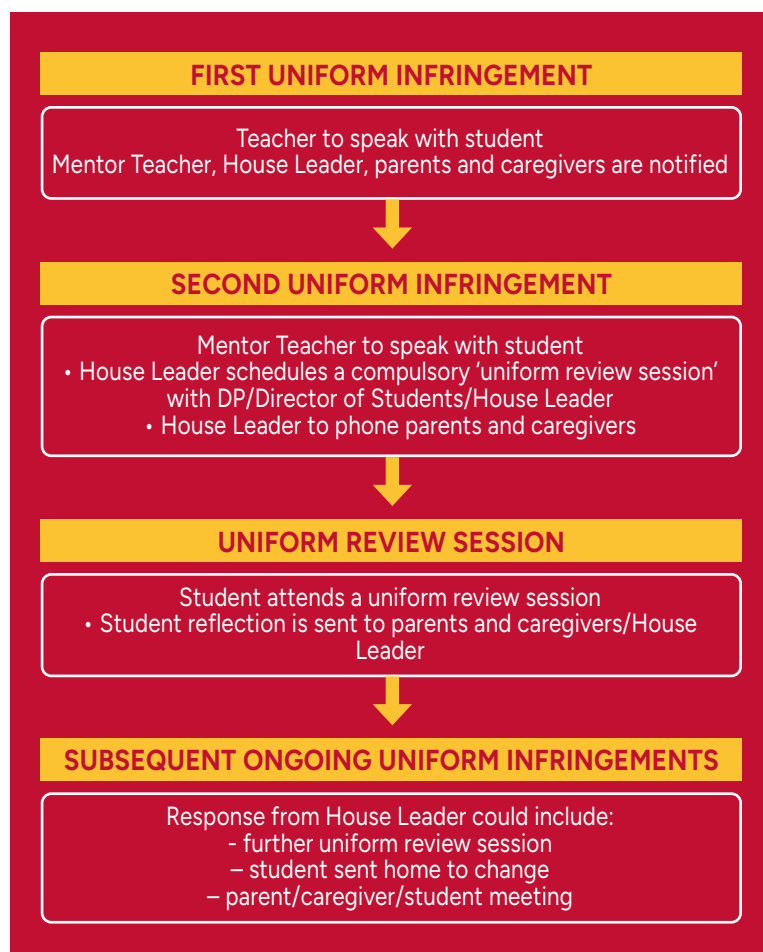 FIRST UNIFORM INFRINGEMENT
Teacher to speak with student
Mentor Teacher, House Leader, parents and caregivers are notified
SECOND UNIFORM INFRINGEMENT
Mentor Teacher to speak with student
• House Leader schedules a compulsory ‘uniform review session’
with DP/Director of Students/House Leader
• House Leader to phone parents and caregivers
UNIFORM REVIEW SESSION
Student attends a uniform review session
• Student reflection is sent to parents and caregivers/House
Leader
SUBSEQUENT ONGOING UNIFORM INFRINGEMENTS
Response from House Leader could include:
- further uniform review session
– student sent home to change
– parent/caregiver/student meeting